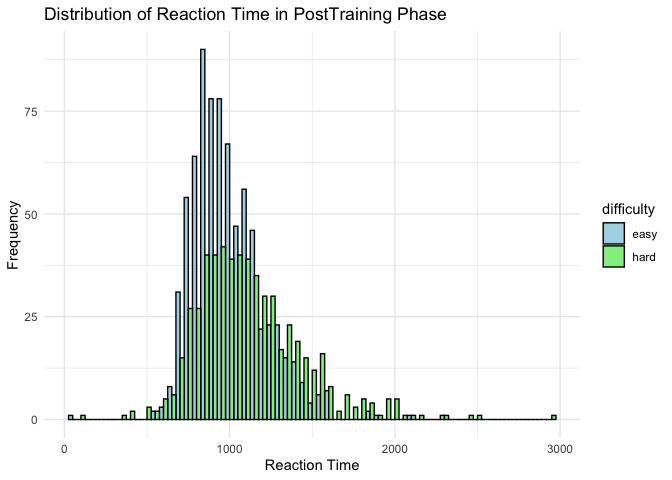 Distribution of Reaction Time in PostTraining Phase
75
50
25
0
Frequency
0 1000 2000 3000
Reaction Time
difficulty
easy
hard